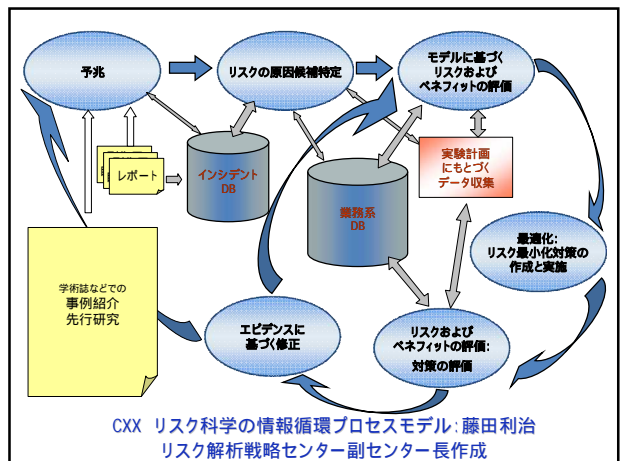 予兆
リスクの原因候補特定
モデルに基づく
リスクおよび
ベネフィットの評価
レポート
インシデント
DB
業務系
DB
実験計画
にもとづく
データ収集
最適化:
リスク最小化対策の
作成と実施
学術誌などでの
事例紹介
先行研究
エビデンスに
基づく修正
リスクおよび
ベネフィットの評価:
対策の評価
CXX リスク科学の情報循環プロセスモデル:藤田利治
リスク解析戦略センター副センター長作成